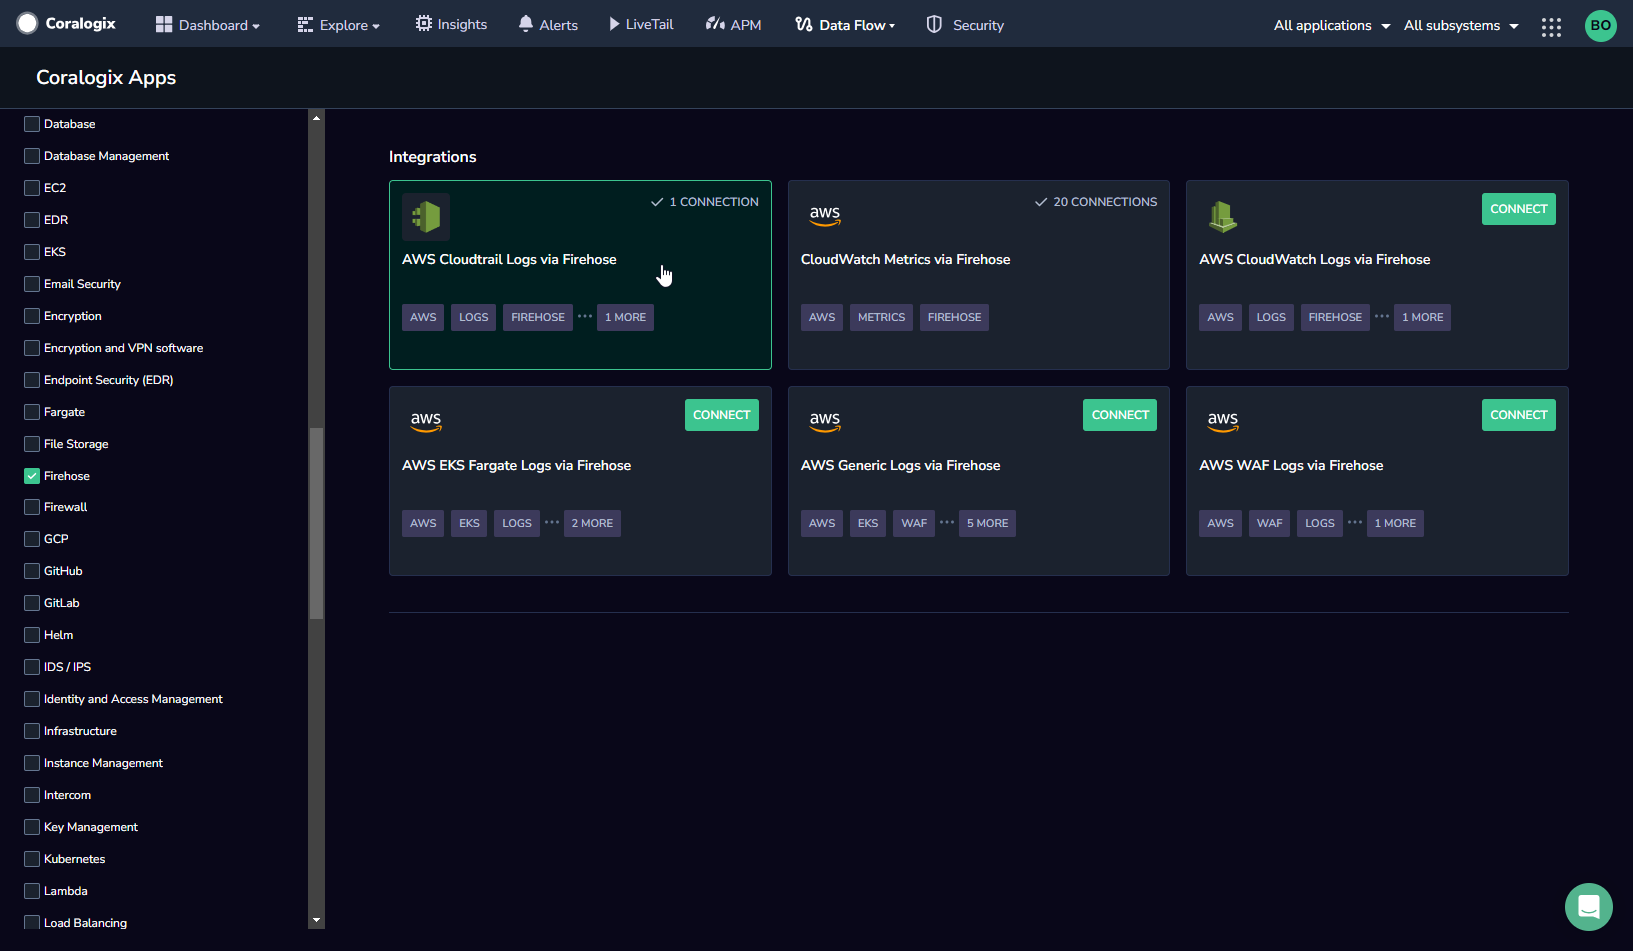 Coralogix Dashboard Explore Insights Alerts LiveTail APM Data Flow Security All applications All subsystems BO
Coralogix Apps
Database
Database Management
EC2
EDR
EKS
Email Security
Encryption
Encryption and VPN software
Endpoint Security (EDR)
Fargate
File Storage
Firehose
Firewall
GCP
GitHub
GitLab
Helm
IDS / IPS
Identity and Access Management
Infrastructure
Instance Management
Intercom
Key Management
Kubernetes
Lambda
Load Balancing
Integrations
1 CONNECTION
AWS Cloudtrail Logs via Firehose
AWS LOGS FIREHOSE ••• 1 MORE
aws 20 CONNECTIONS
CloudWatch Metrics via Firehose
AWS METRICS FIREHOSE
CONNECT
AWS CloudWatch Logs via Firehose
AWS LOGS FIREHOSE ••• 1 MORE
aws CONNECT
AWS EKS Fargate Logs via Firehose
AWS EKS LOGS ••• 2 MORE
aws CONNECT
AWS Generic Logs via Firehose
AWS EKS WAF ••• 5 MORE
aws CONNECT
AWS WAF Logs via Firehose
AWS WAF LOGS ••• 1 MORE